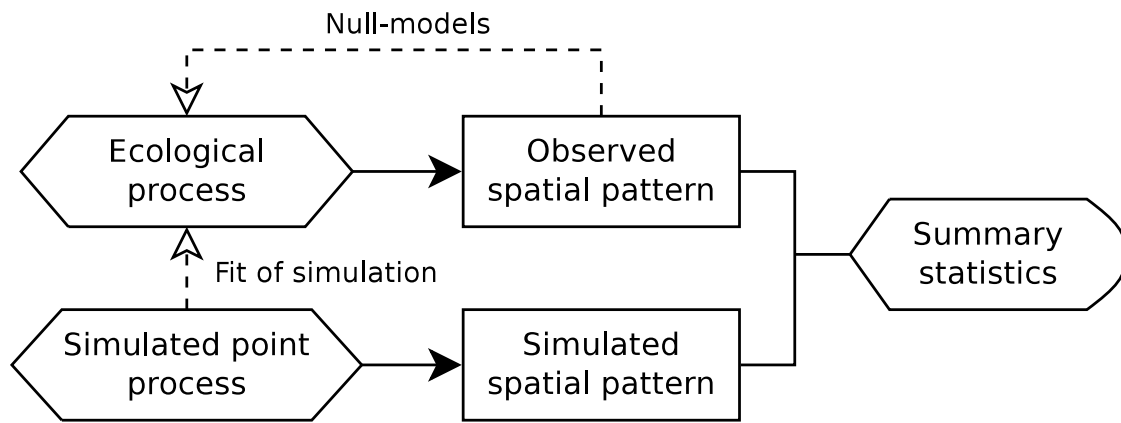 Null-models
Ecological
process
Observed
spatial pattern
Summary
statistics
Fit of simulation
Simulated point
process
Simulated
spatial pattern